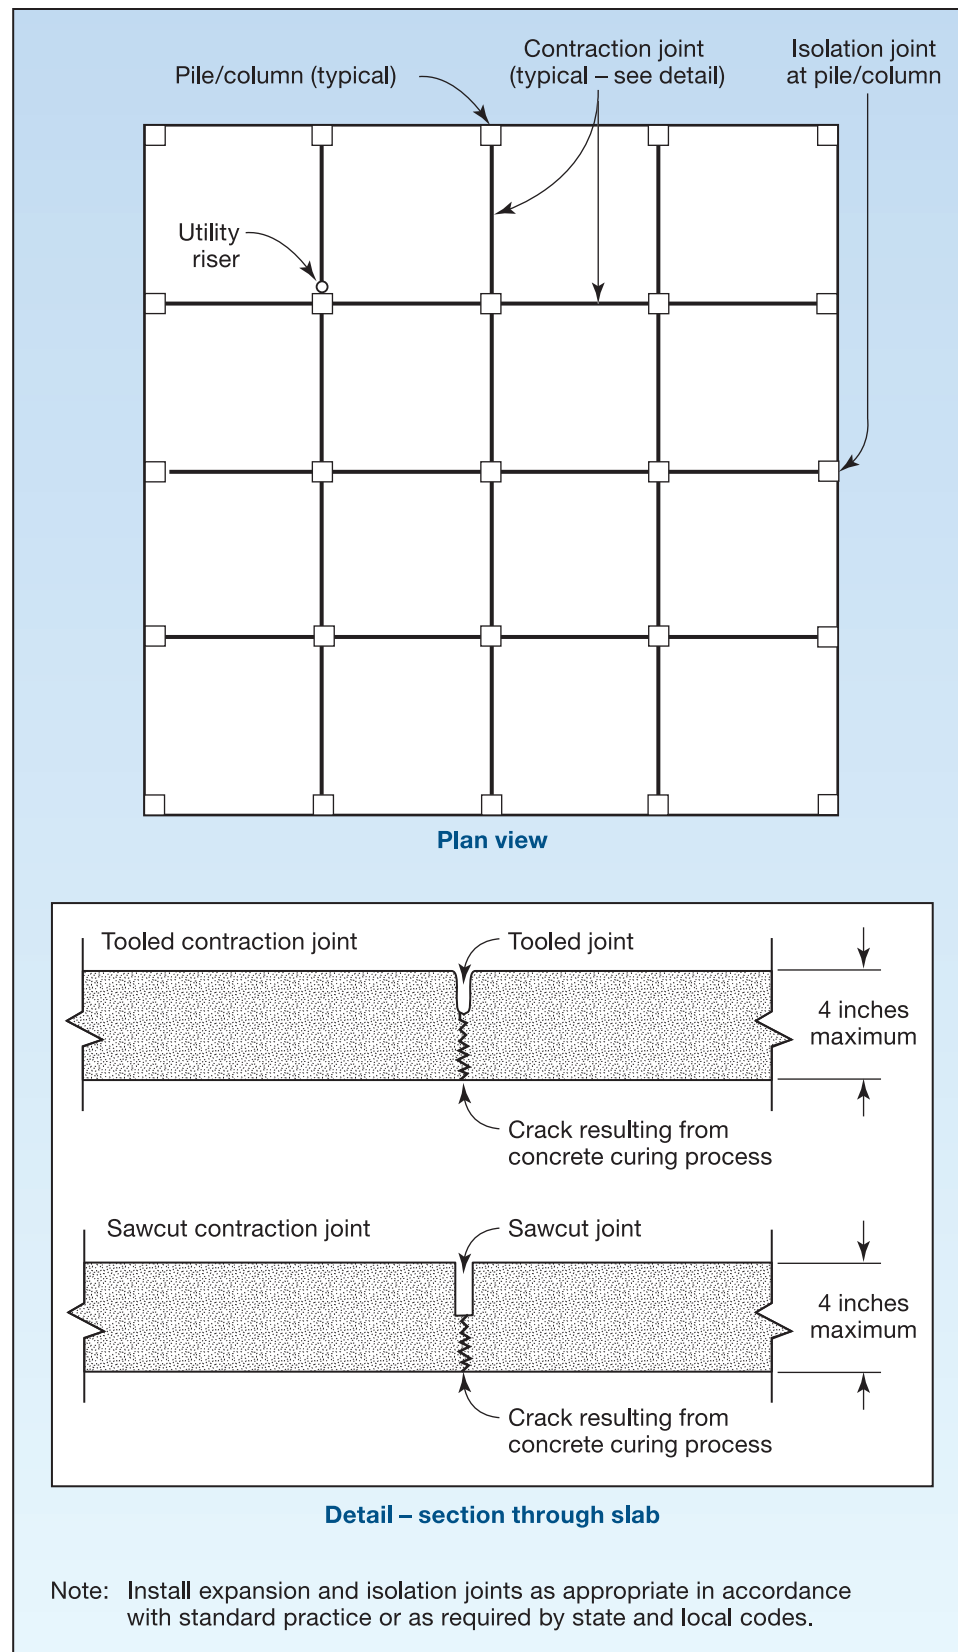 Pile/column (typical)
Contraction joint
(typical – see detail)
Isolation joint
at pile/column
Utility
riser
Plan view
Tooled contraction joint
Tooled joint
4 inches
maximum
Crack resulting from
concrete curing process
Sawcut contraction joint
Sawcut joint
4 inches
maximum
Crack resulting from
concrete curing process
Detail – section through slab
Note: Install expansion and isolation joints as appropriate in accordance
with standard practice or as required by state and local codes.